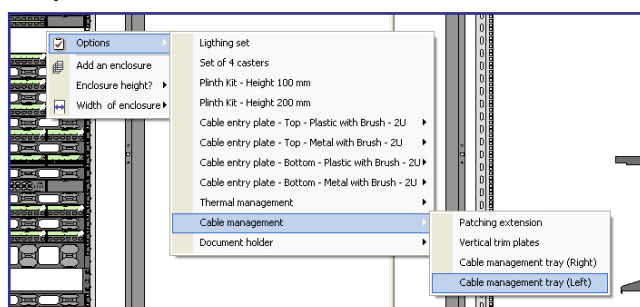 Options
Add an enclosure
Enclosure height?
Width of enclosure
Ligthing set
Set of 4 casters
Plinth Kit - Height 100 mm
Plinth Kit - Height 200 mm
Cable entry plate - Top - Plastic with Brush - 2U
Cable entry plate - Top - Metal with Brush - 2U
Cable entry plate - Bottom - Plastic with Brush - 2U
Cable entry plate - Bottom - Metal with Brush - 2U
Thermal management
Cable management
Document holder
Patching extension
Vertical trim plates
Cable management tray (Right)
Cable management tray (Left)